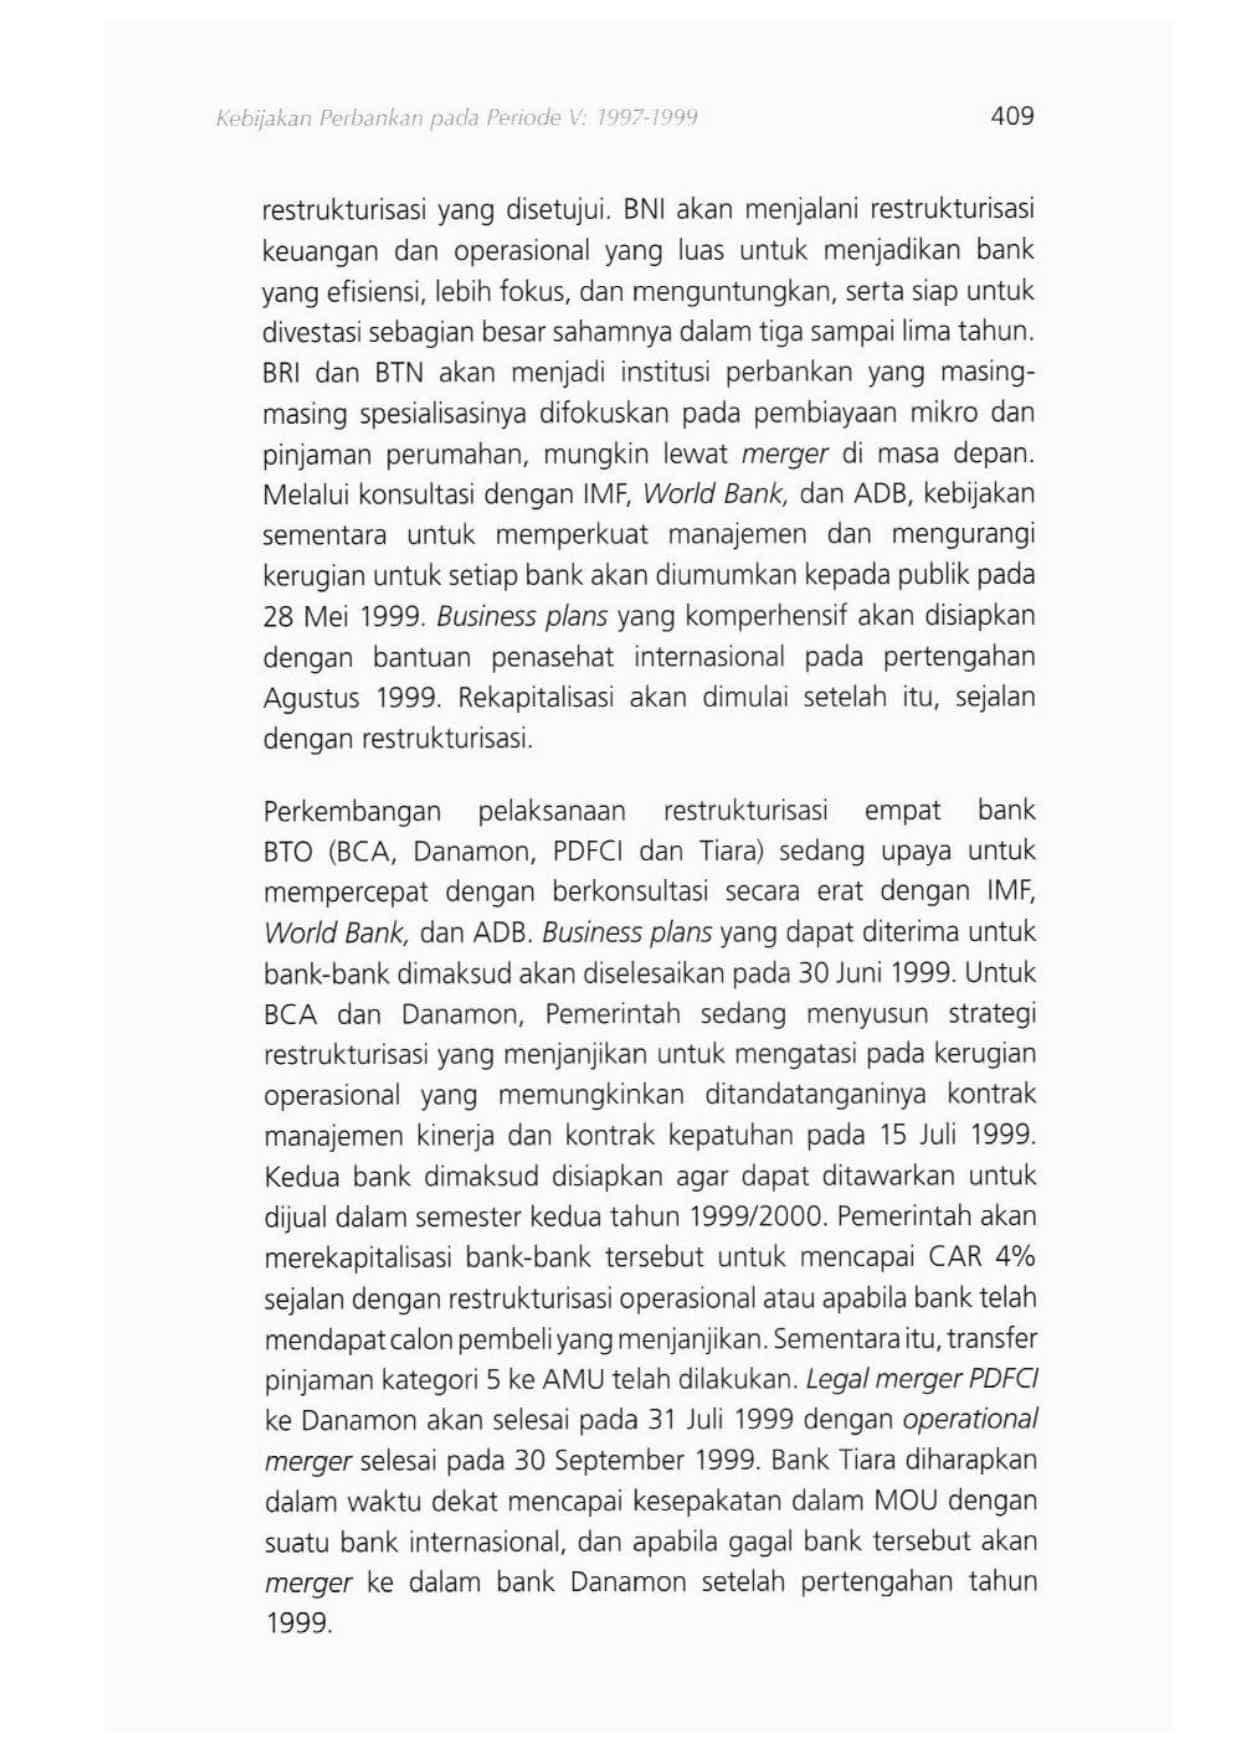 Kebijakan Perbankan pada Periode V: 1997-1999 409
restrukturisasi yang disetujui. BNI akan menjalani restrukturisasi
keuangan dan operasional yang luas untuk menjadikan bank
yang efisiensi, lebih fokus, dan menguntungkan, serta siap untuk
divestasi sebagian besar sahamnya dalam tiga sampai lima tahun.
BRI dan BTN akan menjadi institusi perbankan yang masing-
masing spesialisasinya difokuskan pada pembiayaan mikro dan
pinjaman perumahan, mungkin lewat merger di masa depan.
Melalui konsultasi dengan IMF, World Bank, dan ADB, kebijakan
sementara untuk memperkuat manajemen dan mengurangi
kerugian untuk setiap bank akan diumumkan kepada publik pada
28 Mei 1999. Business plans yang komperhensif akan disiapkan
dengan bantuan penasehat internasional pada pertengahan
Agustus 1999. Rekapitalisasi akan dimulai setelah itu, sejalan
dengan restrukturisasi.
Perkembangan pelaksanaan restrukturisasi empat bank
BTO (BCA, Danamon, PDFCI dan Tiara) sedang upaya untuk
mempercepat dengan berkonsultasi secara erat dengan IMF,
World Bank, dan ADB. Business plans yang dapat diterima untuk
bank-bank dimaksud akan diselesaikan pada 30 Juni 1999. Untuk
BCA dan Danamon, Pemerintah sedang menyusun strategi
restrukturisasi yang menjanjikan untuk mengatasi pada kerugian
operasional yang memungkinkan ditandatanganinya kontrak
manajemen kinerja dan kontrak kepatuhan pada 15 Juli 1999.
Kedua bank dimaksud disiapkan agar dapat ditawarkan untuk
dijual dalam semester kedua tahun 1999/2000. Pemerintah akan
merekapitalisasi bank-bank tersebut untuk mencapai CAR 4%
sejalan dengan restrukturisasi operasional atau apabila bank telah
mendapat calon pembeli yang menjanjikan. Sementara itu, transfer
pinjaman kategori 5 ke AMU telah dilakukan. Legal merger PDFCI
ke Danamon akan selesai pada 31 Juli 1999 dengan operational
merger selesai pada 30 September 1999. Bank Tiara diharapkan
dalam waktu dekat mencapai kesepakatan dalam MOU dengan
suatu bank internasional, dan apabila gagal bank tersebut akan
merger ke dalam bank Danamon setelah pertengahan tahun
1999.